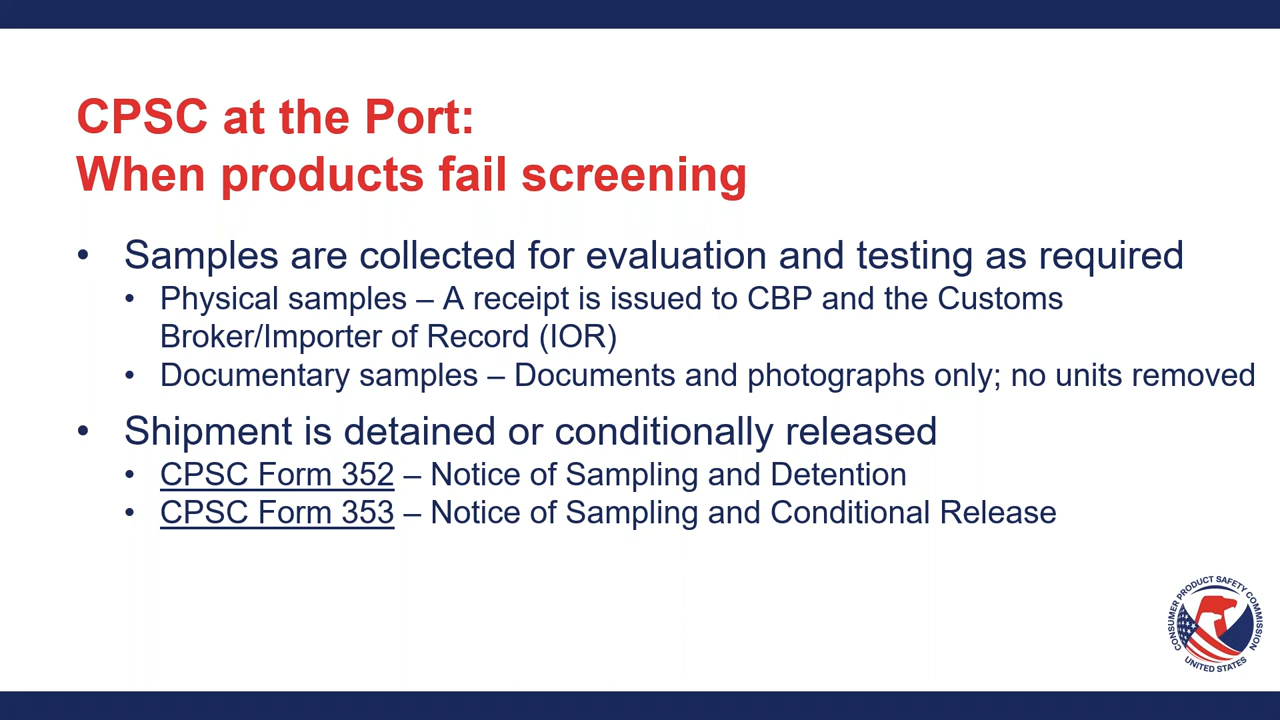 CPSC at the Port:
When products fail screening
• Samples are collected for evaluation and testing as required
• Physical samples – A receipt is issued to CBP and the Customs
Broker/Importer of Record (IOR)
• Documentary samples – Documents and photographs only; no units removed
• Shipment is detained or conditionally released
• CPSC Form 352 – Notice of Sampling and Detention
• CPSC Form 353 – Notice of Sampling and Conditional Release
CONSUMER PRODUCT SAFETY COMMISSION
UNITED STATES